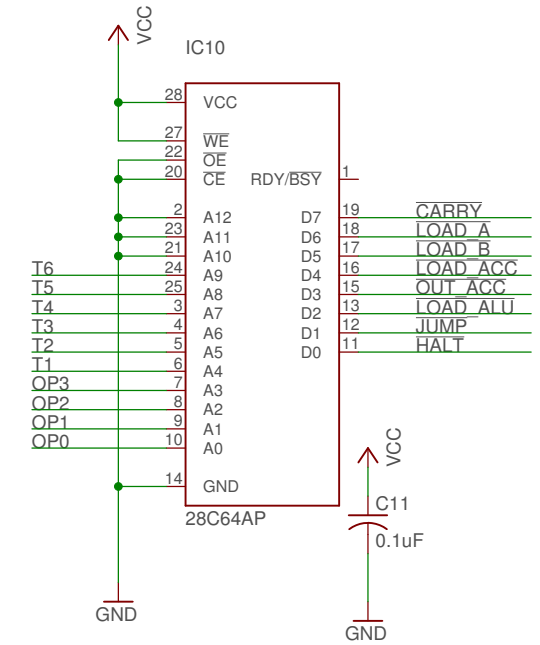 VCC
IC10
28 VCC
27 WE
22 OE
20 CE RDY/BSY 1
2 A12 D7 19 CARRY
23 A11 D6 18 LOAD_A
21 A10 D5 17 LOAD_B
T6 24 A9 D4 16 LOAD_ACC
T5 25 A8 D3 15 OUT_ACC
T4 3 A7 D2 13 LOAD_ALU
T3 4 A6 D1 12 JUMP
T2 5 A5 D0 11 HALT
T1 6 A4
OP3 7 A3
OP2 8 A2
OP1 9 A1
OP0 10 A0
14 GND
28C64AP
VCC
C11
0.1uF
GND
GND